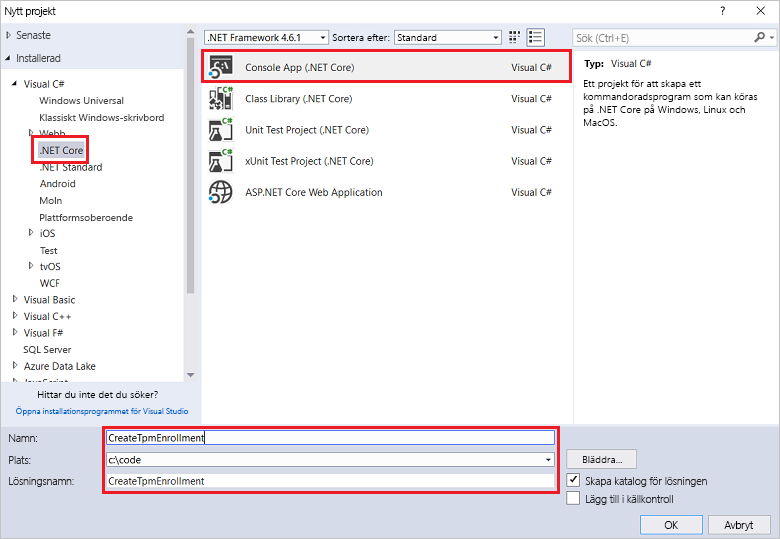 Nytt projekt
? 
Senaste
Installerad
Visual C#
Windows Universal
Klassiskt Windows-skrivbord
Webb
.NET Core
.NET Standard
Android
Moln
Plattformsoberoende
iOS
Test
tvOS
WCF
Visual Basic
Visual C++
Visual F#
SQL Server
Azure Data Lake
JavaScript
Hittar du inte det du söker?
Öppna installationsprogrammet för Visual Studio
.NET Framework 4.6.1 Sortera efter: Standard
C:\ C# Console App (.NET Core) Visual C#
C# Class Library (.NET Core) Visual C#
C# Unit Test Project (.NET Core) Visual C#
C# xUnit Test Project (.NET Core) Visual C#
ASP.NET Core Web Application Visual C#
Sök (Ctrl+E)
Typ: Visual C#
Ett projekt för att skapa ett
kommandoradsprogram som kan köras
på .NET Core på Windows, Linux och
MacOS.
Namn: CreateTpmEnrollment
Plats: c:\code Bläddra...
Lösningsnamn: CreateTpmEnrollment
Skapa katalog för lösningen
Lägg till i källkontroll
OK Avbryt